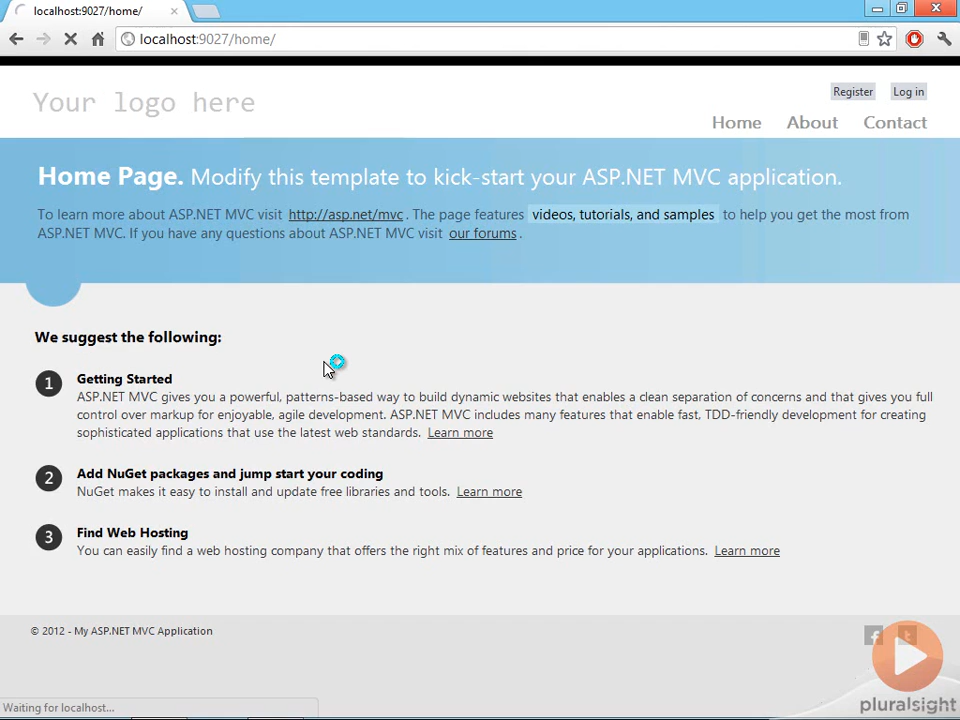 localhost:9027/home/
localhost:9027/home/
Your logo here
Register Log in
Home About Contact
Home Page. Modify this template to kick-start your ASP.NET MVC application.
To learn more about ASP.NET MVC visit http://asp.net/mvc. The page features videos, tutorials, and samples to help you get the most from
ASP.NET MVC. If you have any questions about ASP.NET MVC visit our forums.
We suggest the following:
1 Getting Started
ASP.NET MVC gives you a powerful, patterns-based way to build dynamic websites that enables a clean separation of concerns and that gives you full
control over markup for enjoyable, agile development. ASP.NET MVC includes many features that enable fast, TDD-friendly development for creating
sophisticated applications that use the latest web standards. Learn more
2 Add NuGet packages and jump start your coding
NuGet makes it easy to install and update free libraries and tools. Learn more
3 Find Web Hosting
You can easily find a web hosting company that offers the right mix of features and price for your applications. Learn more
© 2012 - My ASP.NET MVC Application
pluralsight
Waiting for localhost...